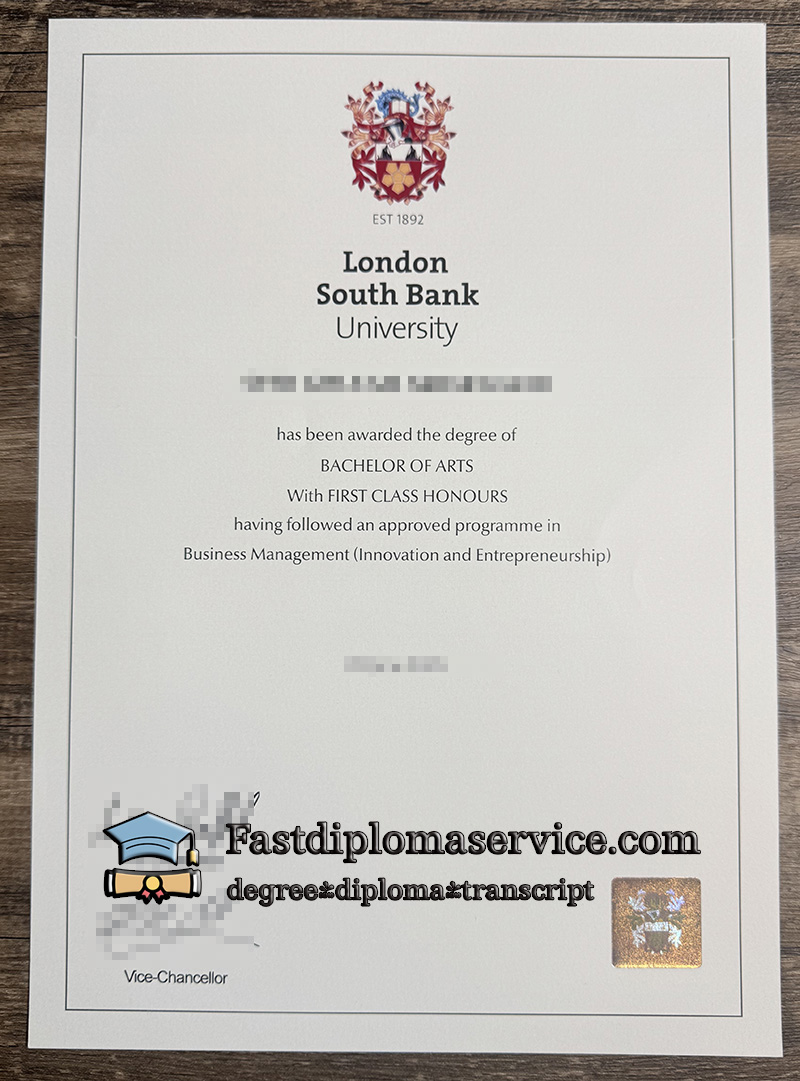 EST 1892
London
South Bank
University
has been awarded the degree of
BACHELOR OF ARTS
With FIRST CLASS HONOURS
having followed an approved programme in
Business Management (Innovation and Entrepreneurship)
Fastdiplomaservice.com
degree*diploma*transcript
Vice-Chancellor